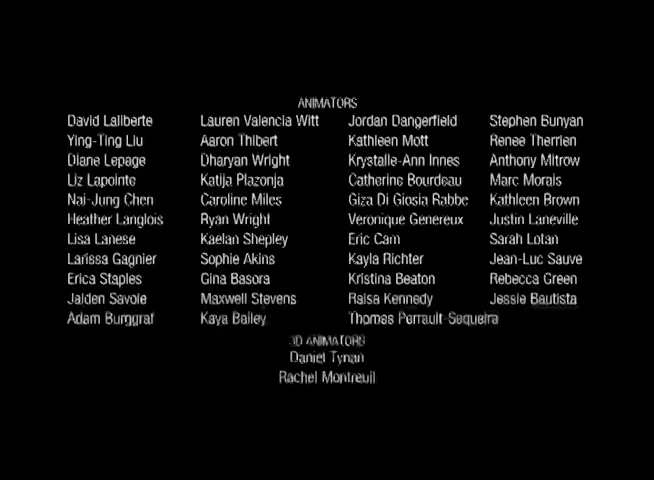 ANIMATORS
David Laliberte Lauren Valencia Witt Jordan Dangerfield Stephen Bunyan
Ying-Ting Liu Aaron Thibert Kathleen Mott Renee Therrien
Diane Lepage Dharyan Wright Krystalle-Ann Innes Anthony Mitrow
Liz Lapointe Katija Plazonja Catherine Bourdeau Marc Morais
Nai-Jung Chen Caroline Miles Giza Di Giosia Rabbe Kathleen Brown
Heather Langlois Ryan Wright Veronique Genereux Justin Laneville
Lisa Lanese Kaelan Shepley Eric Cam Sarah Lotan
Larissa Gagnier Sophie Akins Kayla Richter Jean-Luc Sauve
Erica Staples Gina Basora Kristina Beaton Rebecca Green
Jaiden Savoie Maxwell Stevens Raisa Kennedy Jessie Bautista
Adam Burggraf Kaya Bailey Thomas Perrault-Sequeira
3D ANIMATORS
Daniel Tynan
Rachel Montreuil